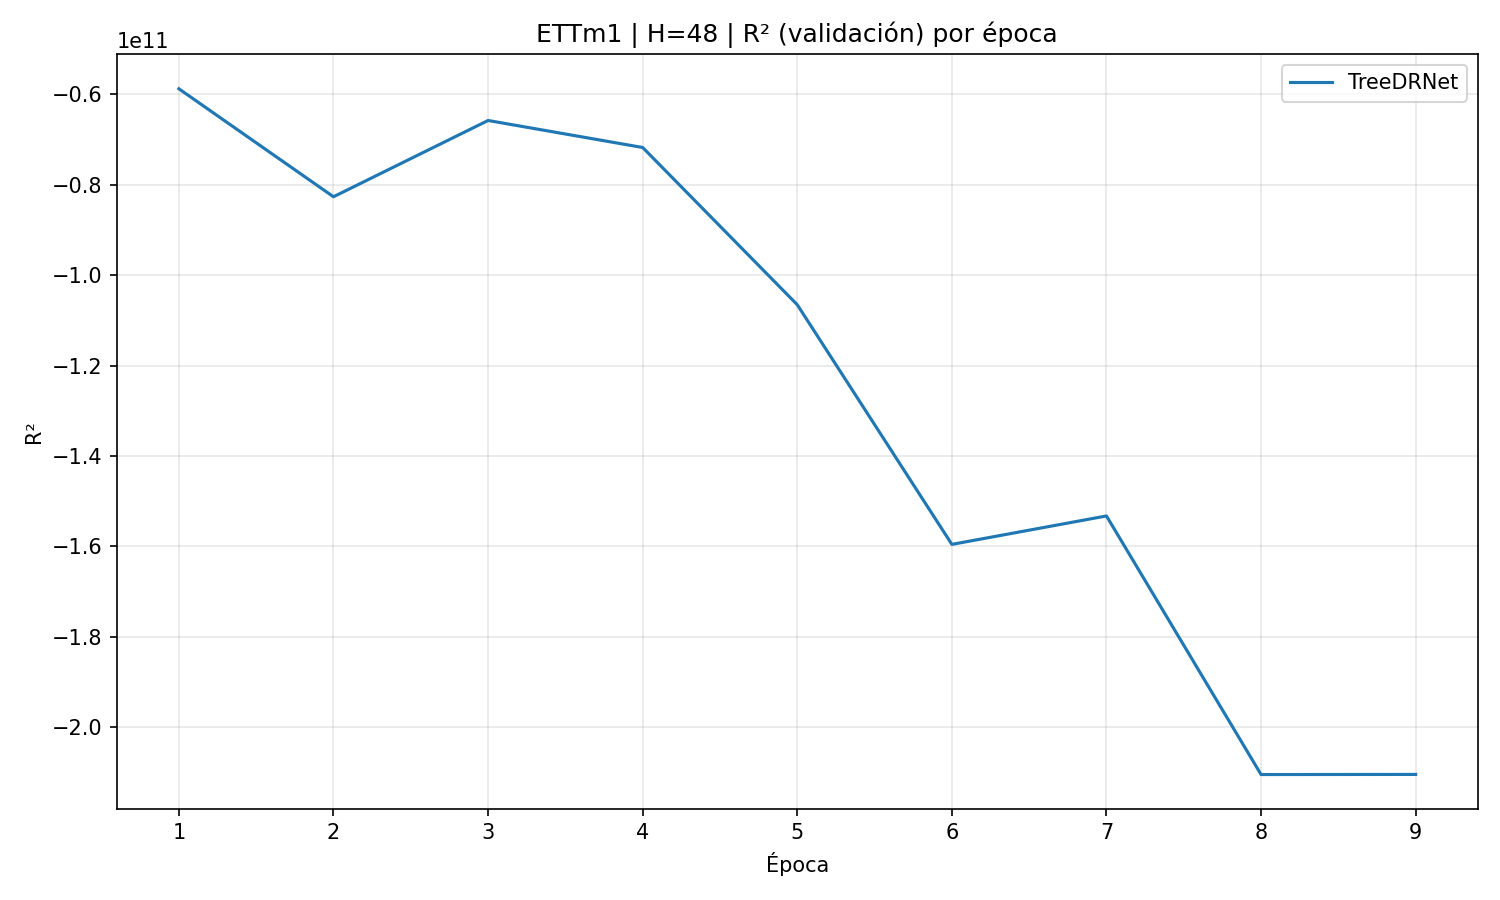 ETTm1 | H=48 | R² (validación) por época
1e11
TreeDRNet
−0.6
−0.8
−1.0
−1.2
−1.4
−1.6
−1.8
−2.0
R²
1 2 3 4 5 6 7 8 9
Época